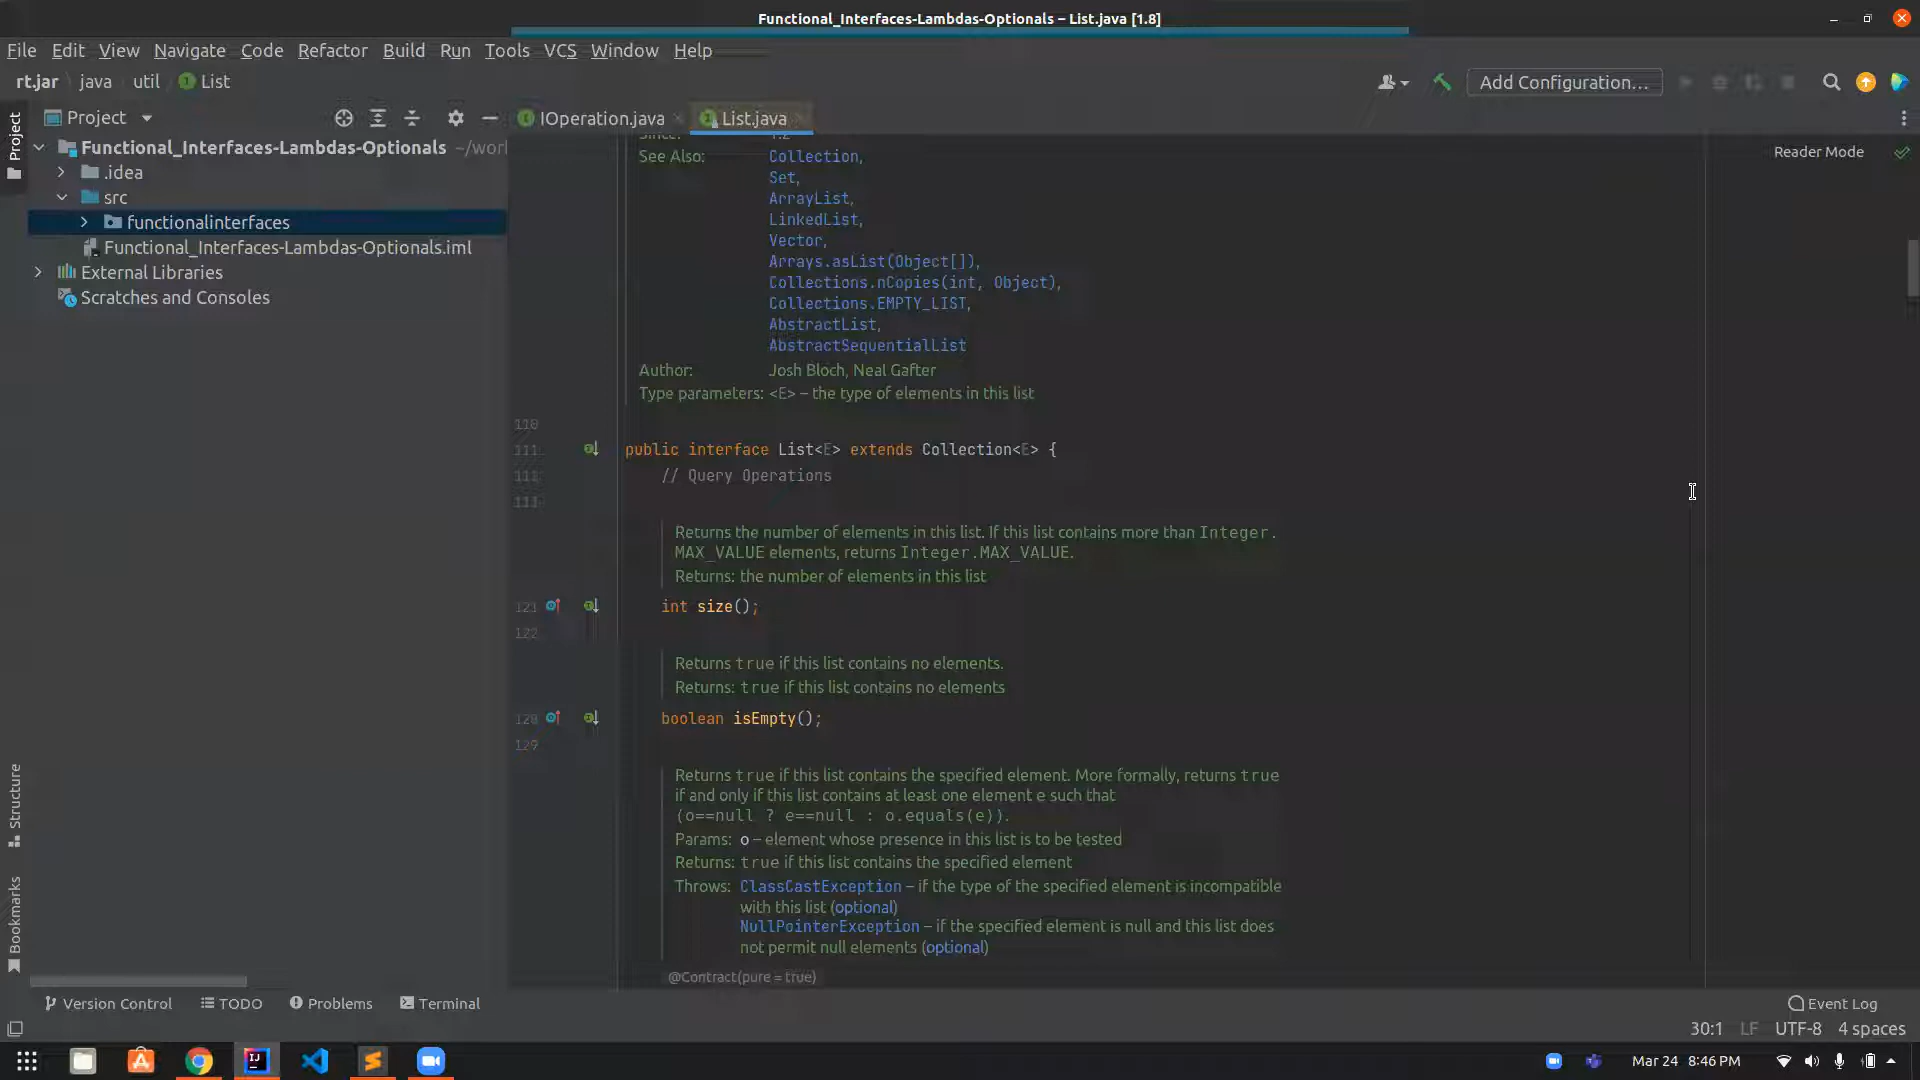 Functional_Interfaces-Lambdas-Optionals – List.java [1.8]
File Edit View Navigate Code Refactor Build Run Tools VCS Window Help
rt.jar java util List
Add Configuration...
Project
IOperation.java
List.java
Project
Functional_Interfaces-Lambdas-Optionals ~/worl
.idea
src
functionalinterfaces
Functional_Interfaces-Lambdas-Optionals.iml
External Libraries
Scratches and Consoles
Structure
Bookmarks
Reader Mode
Since: 1.2
See Also: Collection,
Set,
ArrayList,
LinkedList,
Vector,
Arrays.asList(Object[]),
Collections.nCopies(int, Object),
Collections.EMPTY_LIST,
AbstractList,
AbstractSequentialList
Author: Josh Bloch, Neal Gafter
Type parameters: <E> – the type of elements in this list
110
111 public interface List<E> extends Collection<E> {
// Query Operations
Returns the number of elements in this list. If this list contains more than Integer.
MAX_VALUE elements, returns Integer.MAX_VALUE.
Returns: the number of elements in this list
121 int size();
122
Returns true if this list contains no elements.
Returns: true if this list contains no elements
128 boolean isEmpty();
129
Returns true if this list contains the specified element. More formally, returns true
if and only if this list contains at least one element e such that
(o==null ? e==null : o.equals(e)).
Params: o – element whose presence in this list is to be tested
Returns: true if this list contains the specified element
Throws: ClassCastException – if the type of the specified element is incompatible
with this list (optional)
NullPointerException – if the specified element is null and this list does
not permit null elements (optional)
@Contract(pure = true)
Version Control TODO Problems Terminal
Event Log
30:1 LF UTF-8 4 spaces
Mar 24 8:46 PM